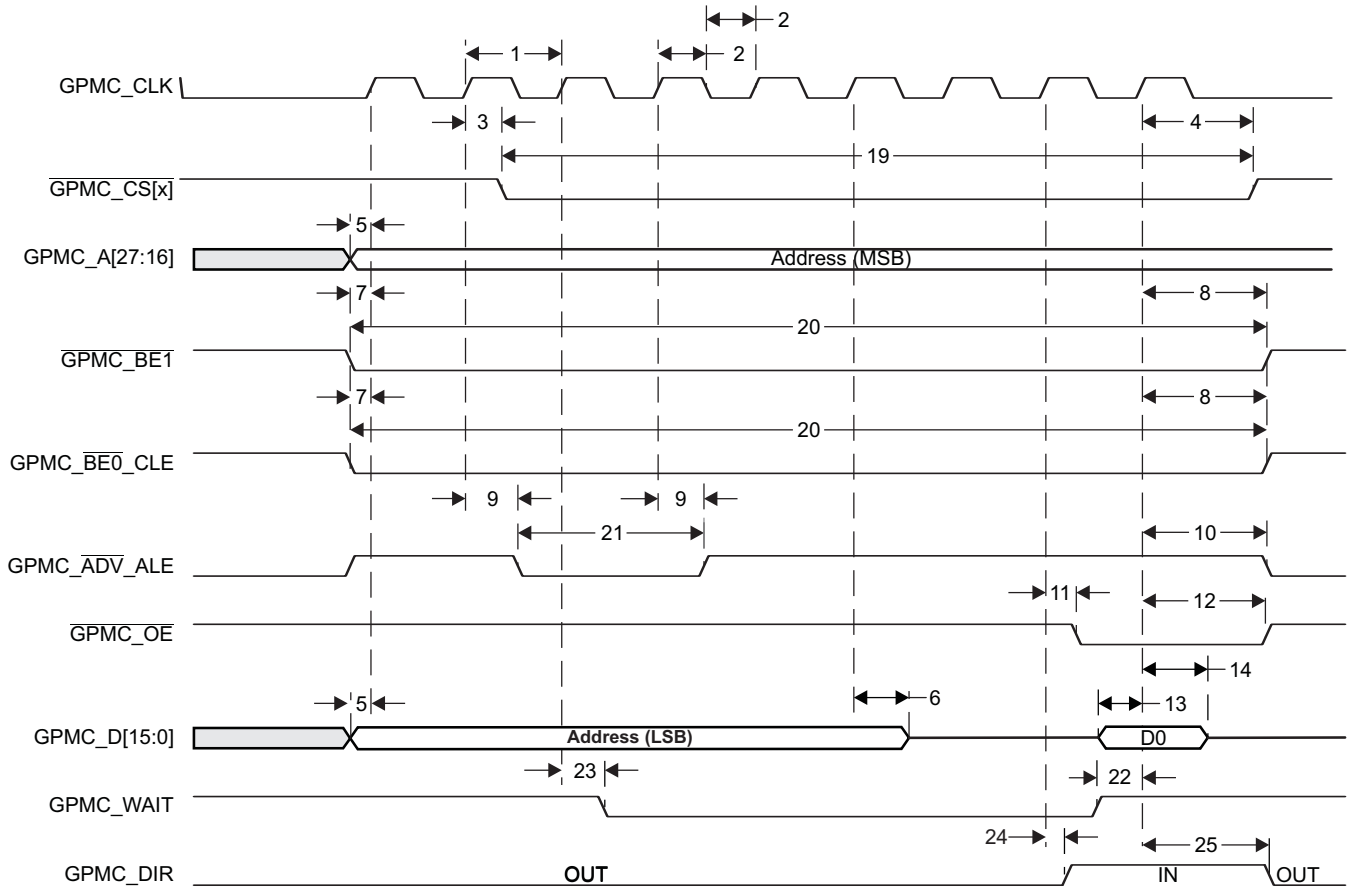 2
1
2
GPMC_CLK
3
4
19
GPMC_CS[x]
5
GPMC_A[27:16]
Address (MSB)
7
8
20
GPMC_BE1
7
8
20
GPMC_BE0_CLE
9
9
21
10
GPMC_ADV_ALE
11
12
GPMC_OE
14
5
6
13
GPMC_D[15:0]
Address (LSB)
D0
23
22
GPMC_WAIT
24
25
GPMC_DIR
OUT
IN
OUT